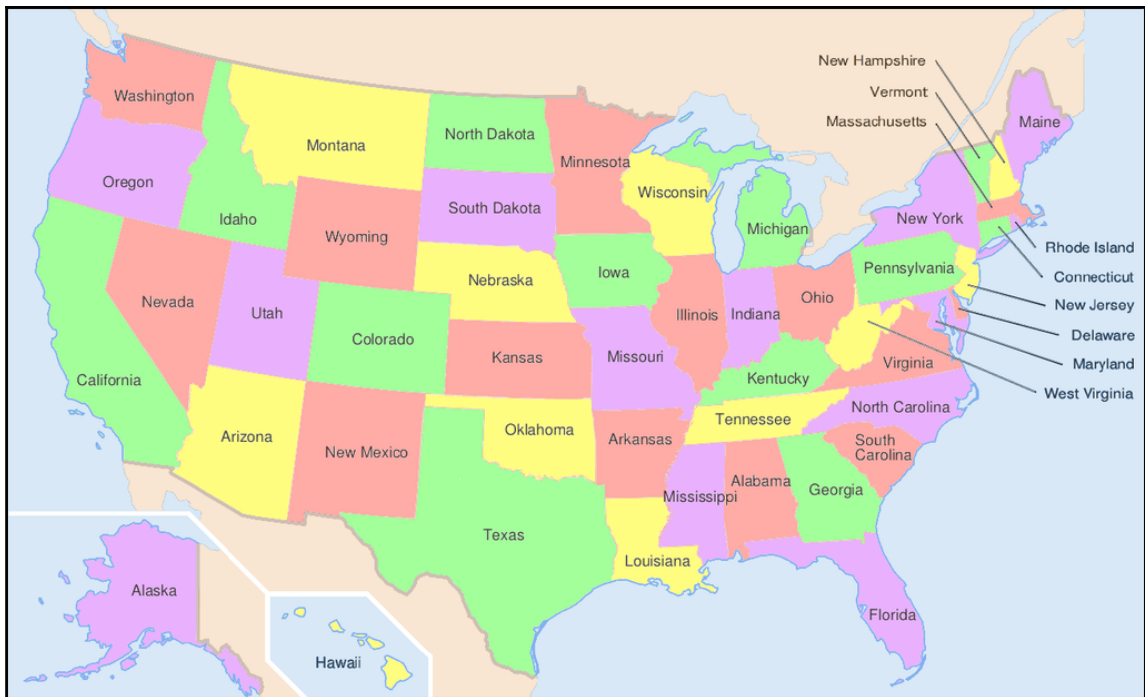 New Hampshire
Vermont
Massachusetts
Washington
Montana
North Dakota
Minnesota
Maine
Oregon
Idaho
Wyoming
South Dakota
Wisconsin
Michigan
New York
Rhode Island
Connecticut
New Jersey
Delaware
Maryland
West Virginia
Nevada
Utah
Colorado
Nebraska
Iowa
Illinois
Indiana
Ohio
Pennsylvania
California
Kansas
Missouri
Kentucky
Virginia
Arizona
New Mexico
Oklahoma
Arkansas
Tennessee
North Carolina
South
Carolina
Texas
Louisiana
Mississippi
Alabama
Georgia
Florida
Alaska
Hawaii